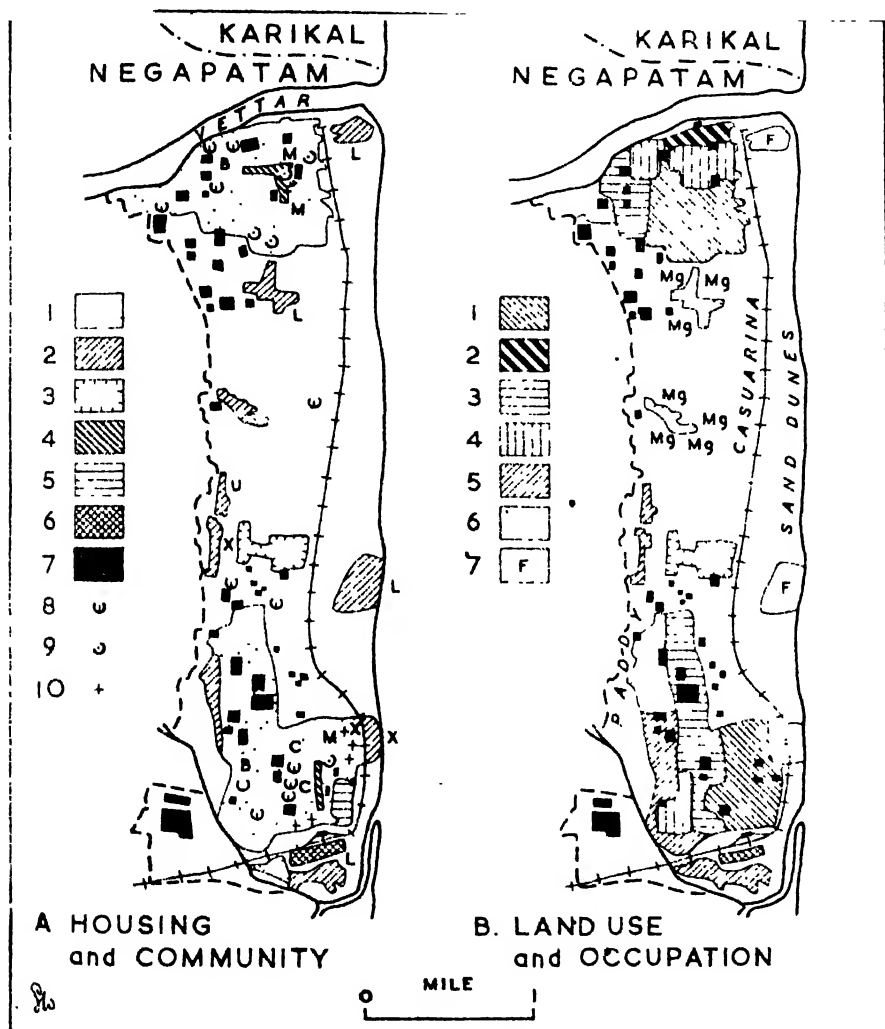 KARIKAL
NEGAPATAM
VETTAR
B
M
L
M
L
1
2
3
4
5
6
7
8
9
10
U
X
L
M
X
X
B
C
C
C
L
A HOUSING
and COMMUNITY
KARIKAL
NEGAPATAM
F
Mg
Mg
Mg
CASUARINA
SAND DUNES
Mg
Mg
Mg
Mg
1
2
3
4
5
6
7 F
F
PADDY
B. LAND USE
and OCCUPATION
0 MILE 1